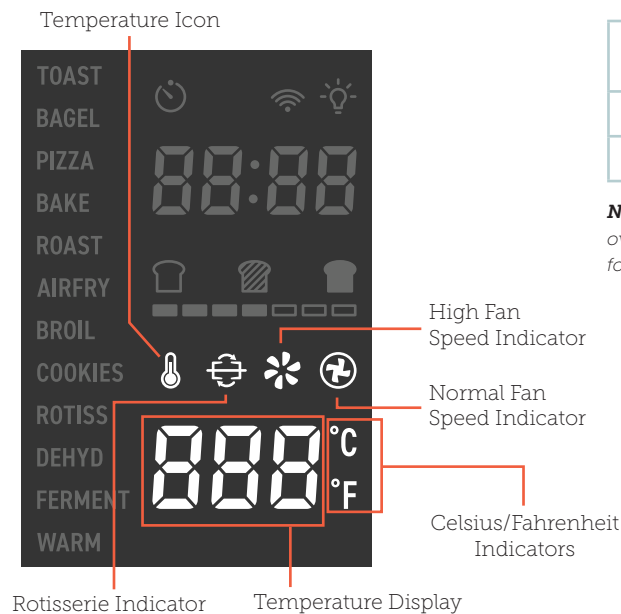 Temperature Icon
TOAST
BAGEL
PIZZA
BAKE
ROAST
AIRFRY
BROIL
COOKIES
ROTISS
DEHYD
FERMENT
WARM
88:88
888
°C
°F
High Fan
Speed Indicator
Normal Fan
Speed Indicator
Celsius/Fahrenheit
Indicators
Rotisserie Indicator
Temperature Display